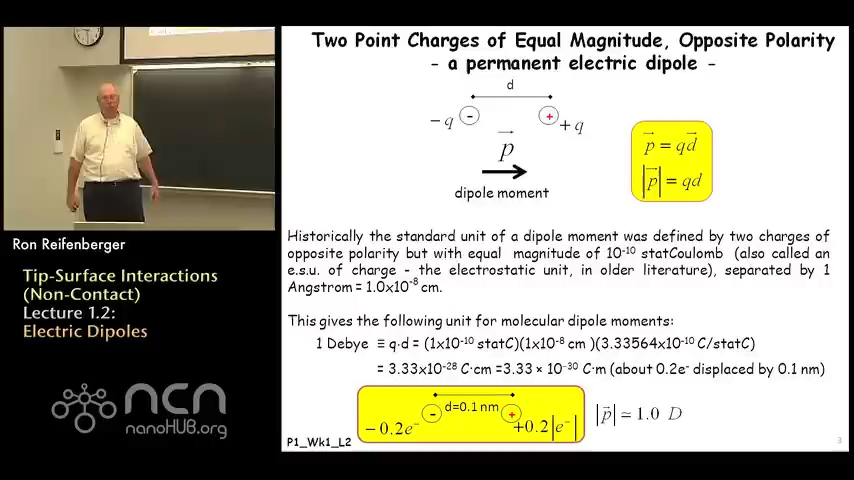 Two Point Charges of Equal Magnitude, Opposite Polarity
- a permanent electric dipole -
d
− q
-
+
+ q
p⃗
dipole moment
p⃗ = qd⃗
|p⃗| = qd
Ron Reifenberger
Tip-Surface Interactions
(Non-Contact)
Lecture 1.2:
Electric Dipoles
Historically the standard unit of a dipole moment was defined by two charges of
opposite polarity but with equal magnitude of 10⁻¹⁰ statCoulomb (also called an
e.s.u. of charge - the electrostatic unit, in older literature), separated by 1
Angstrom = 1.0x10⁻⁸ cm.
This gives the following unit for molecular dipole moments:
1 Debye ≡ q·d = (1x10⁻¹⁰ statC)(1x10⁻⁸ cm )(3.33564x10⁻¹⁰ C/statC)
= 3.33x10⁻²⁸ C·cm =3.33 × 10⁻³⁰ C·m (about 0.2e⁻ displaced by 0.1 nm)
d=0.1 nm
-
+
− 0.2e⁻
+0.2|e⁻|
|p⃗| ≃ 1.0 D
ncn
nanoHUB.org
P1_Wk1_L2
3